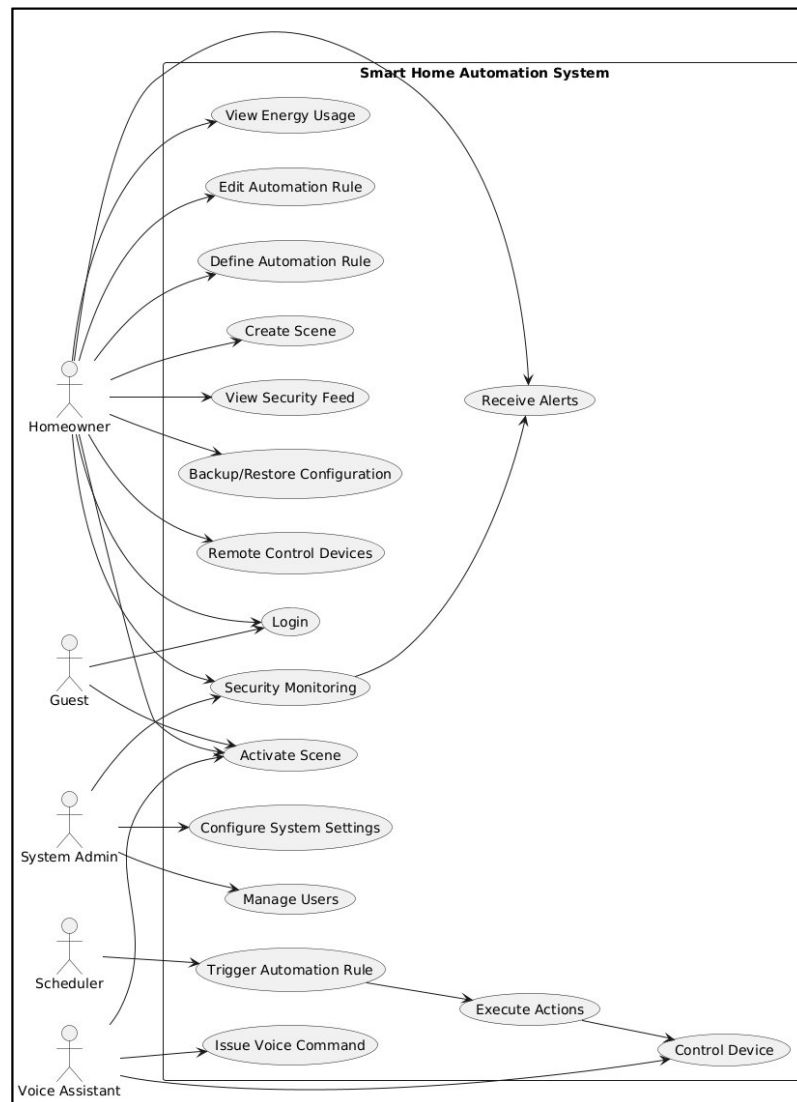 Smart Home Automation System
View Energy Usage
Edit Automation Rule
Define Automation Rule
Create Scene
View Security Feed
Receive Alerts
Homeowner
Backup/Restore Configuration
Remote Control Devices
Login
Guest
Security Monitoring
Activate Scene
Configure System Settings
System Admin
Manage Users
Trigger Automation Rule
Scheduler
Execute Actions
Issue Voice Command
Control Device
Voice Assistant